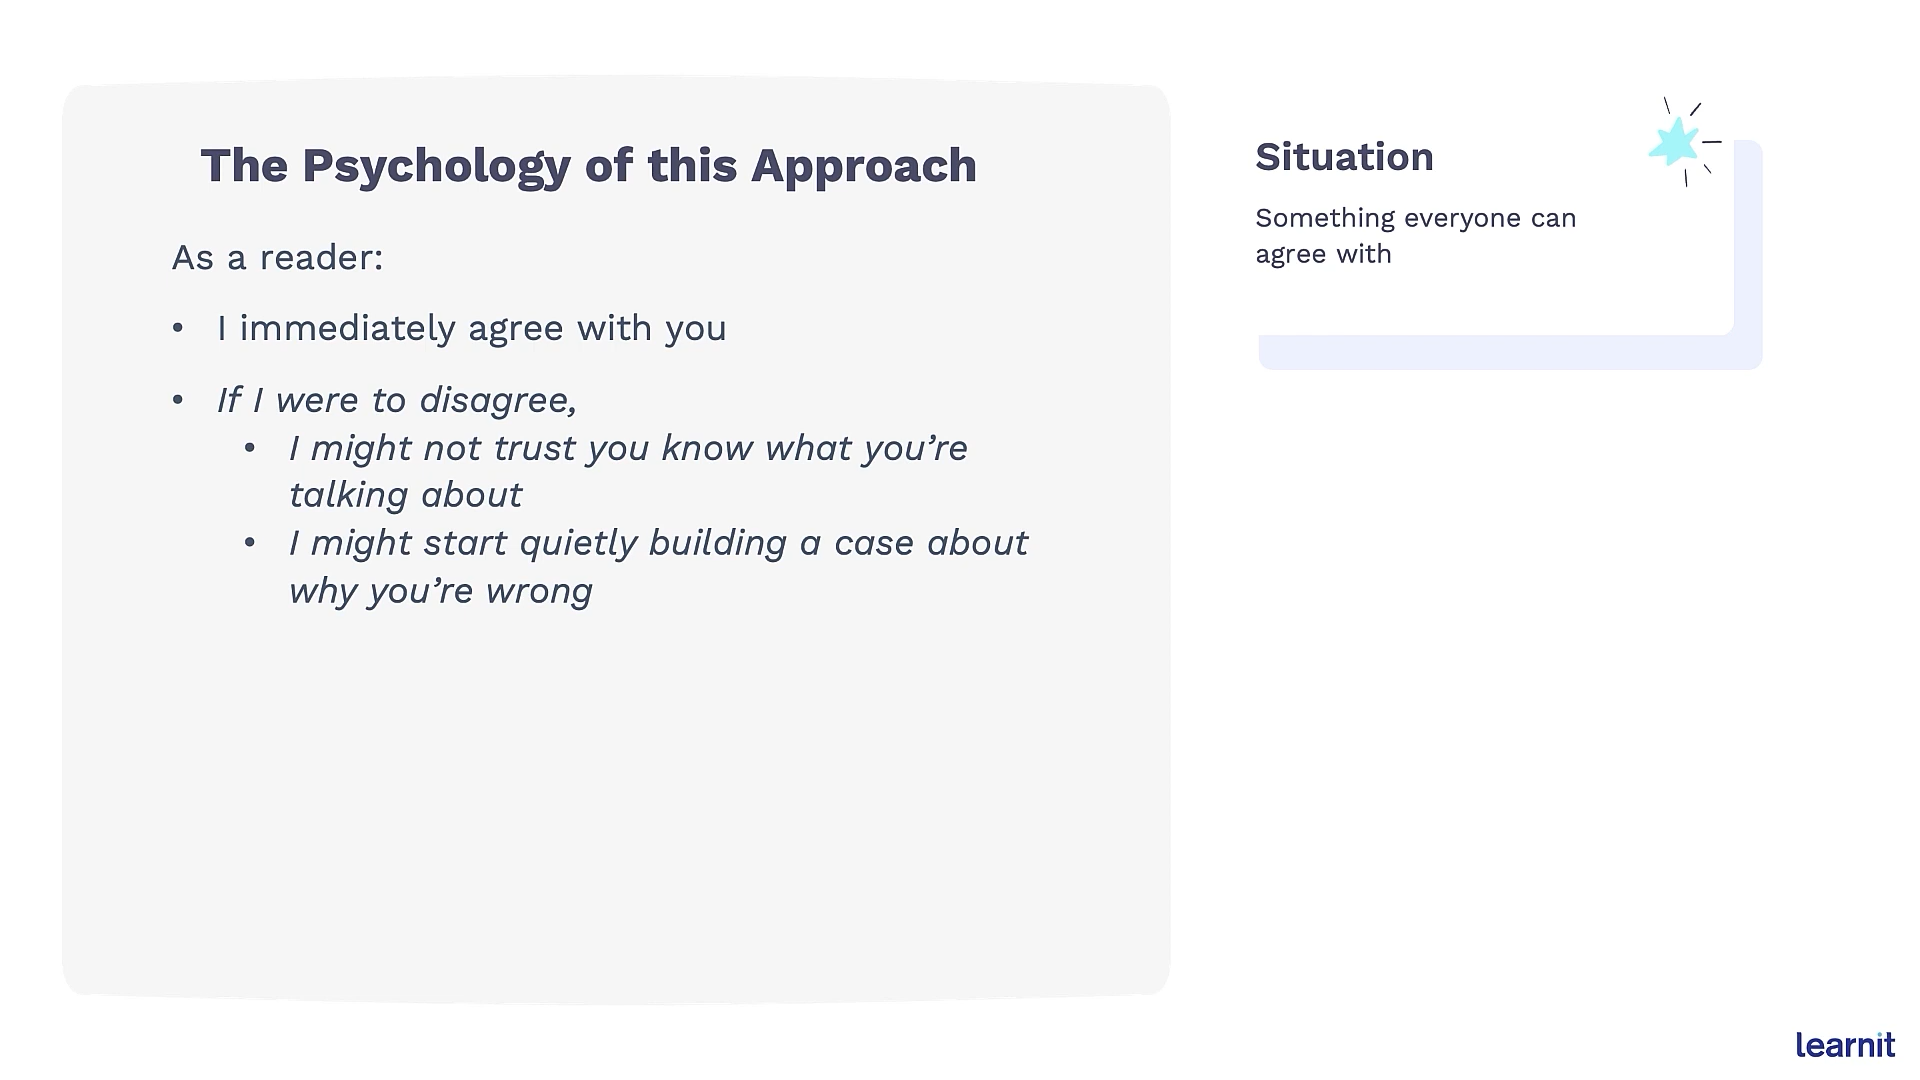 The Psychology of this Approach
As a reader:
• I immediately agree with you
• If I were to disagree,
• I might not trust you know what you’re
talking about
• I might start quietly building a case about
why you’re wrong
Situation
Something everyone can
agree with
learnit